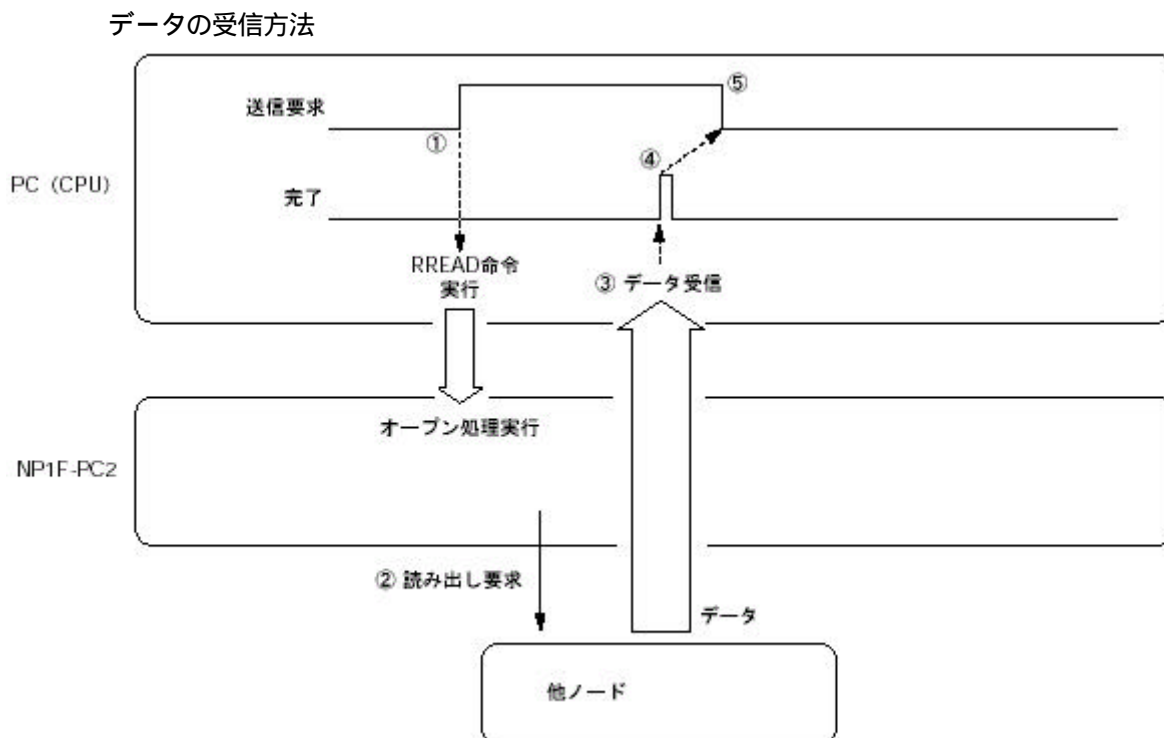 データの受信方法
送信要求
⑤
①
④
PC (CPU)
完了
RREAD命令
実行
③ データ受信
オープン処理実行
NP1F-PC2
② 読み出し要求
データ
他ノード